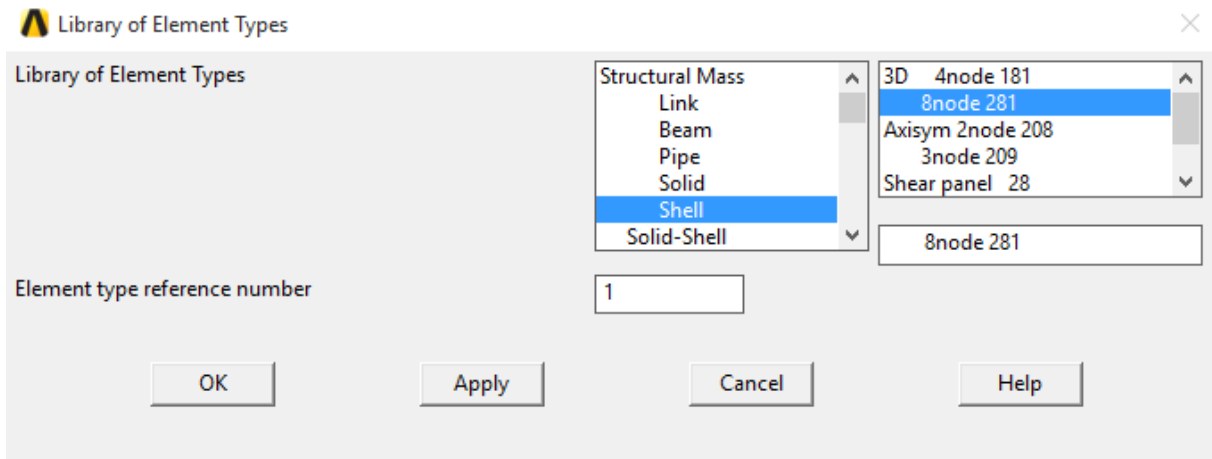 Library of Element Types
Library of Element Types
Structural Mass
Link
Beam
Pipe
Solid
Shell
Solid-Shell
3D 4node 181
8node 281
Axisym 2node 208
3node 209
Shear panel 28
8node 281
Element type reference number
1
OK
Apply
Cancel
Help